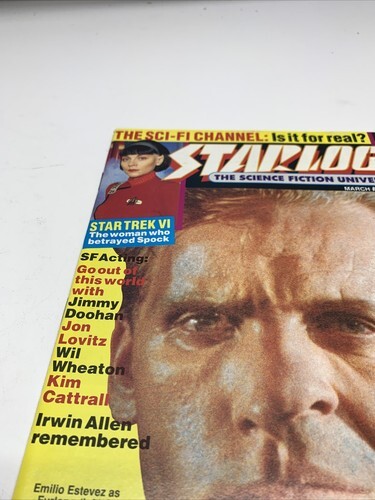 THE SCI-FI CHANNEL: Is it for real?
STARLOG
THE SCIENCE FICTION UNIVE
MARCH
STAR TREK VI
The woman who
betrayed Spock
SF Acting:
Go out of
this world
with
Jimmy
Doohan
Jon
Lovitz
Wil
Wheaton
Kim
Cattrall
Irwin Allen
remembered
Emilio Estevez as